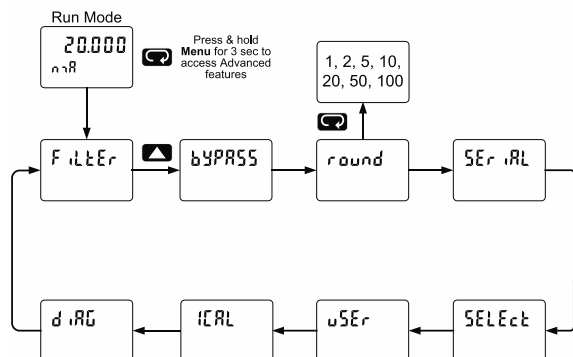 Run Mode
20.000
mA
Press & hold
Menu for 3 sec to
access Advanced
features
1, 2, 5, 10,
20, 50, 100
FiLtEr
bYPASS
round
SEriAL
diAG
ICAL
uSEr
SELEct